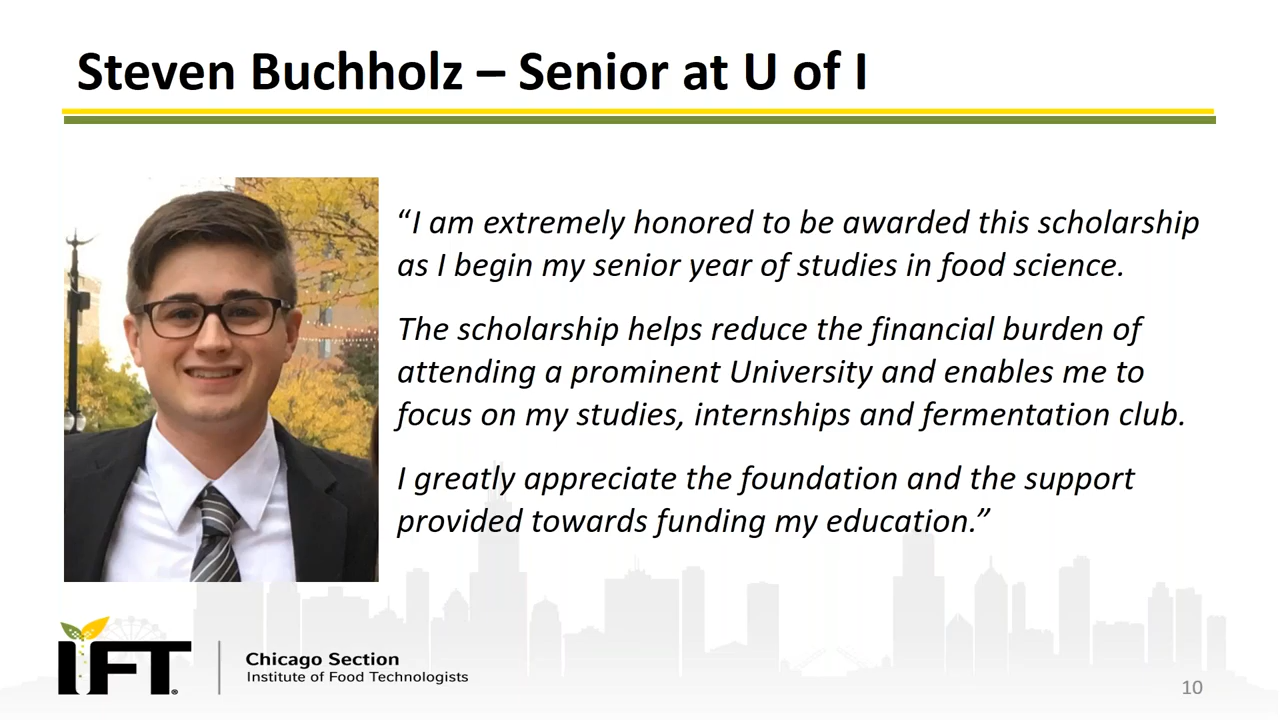 Steven Buchholz – Senior at U of I
“I am extremely honored to be awarded this scholarship
as I begin my senior year of studies in food science.
The scholarship helps reduce the financial burden of
attending a prominent University and enables me to
focus on my studies, internships and fermentation club.
I greatly appreciate the foundation and the support
provided towards funding my education.”
IFT®
Chicago Section
Institute of Food Technologists
10